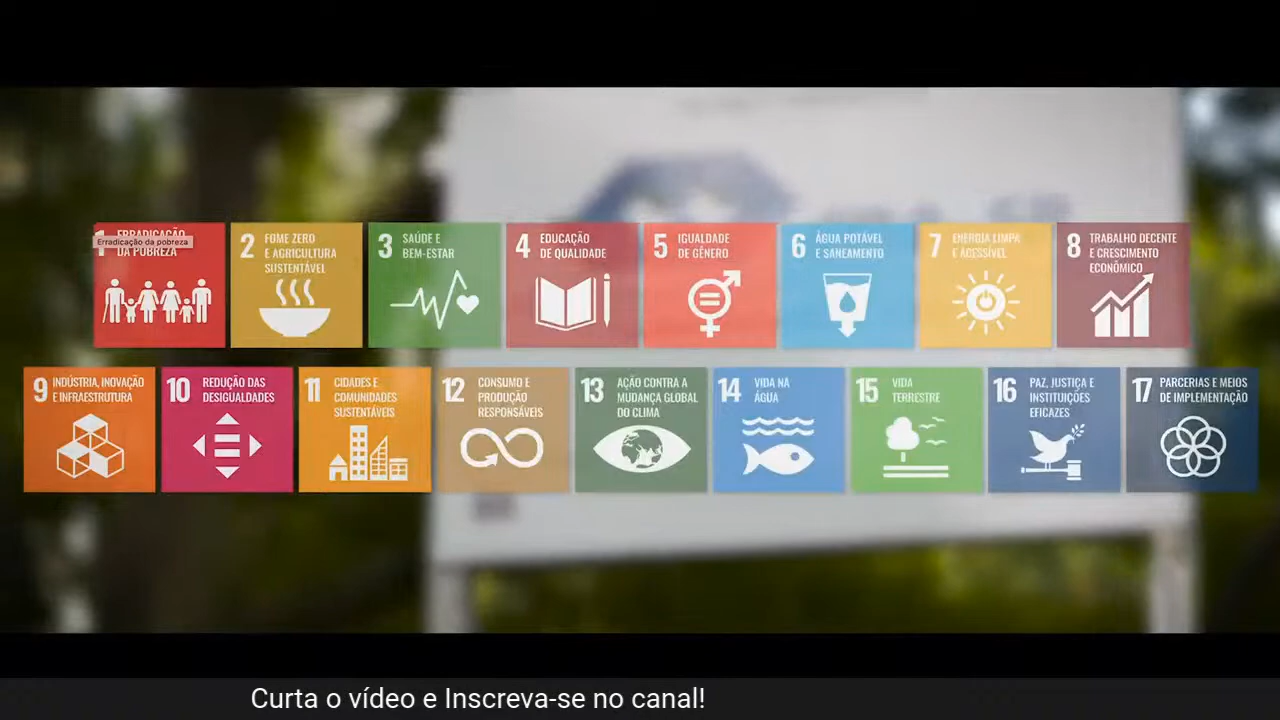 1 ERRADICAÇÃO
DA POBREZA
Erradicação da pobreza
2 FOME ZERO
E AGRICULTURA
SUSTENTÁVEL
3 SAÚDE E
BEM-ESTAR
4 EDUCAÇÃO
DE QUALIDADE
5 IGUALDADE
DE GÊNERO
6 ÁGUA POTÁVEL
E SANEAMENTO
7 ENERGIA LIMPA
E ACESSÍVEL
8 TRABALHO DECENTE
E CRESCIMENTO
ECONÔMICO
9 INDÚSTRIA, INOVAÇÃO
E INFRAESTRUTURA
10 REDUÇÃO DAS
DESIGUALDADES
11 CIDADES E
COMUNIDADES
SUSTENTÁVEIS
12 CONSUMO E
PRODUÇÃO
RESPONSÁVEIS
13 AÇÃO CONTRA A
MUDANÇA GLOBAL
DO CLIMA
14 VIDA NA
ÁGUA
15 VIDA
TERRESTRE
16 PAZ, JUSTIÇA E
INSTITUIÇÕES
EFICAZES
17 PARCERIAS E MEIOS
DE IMPLEMENTAÇÃO
Curta o vídeo e Inscreva-se no canal!